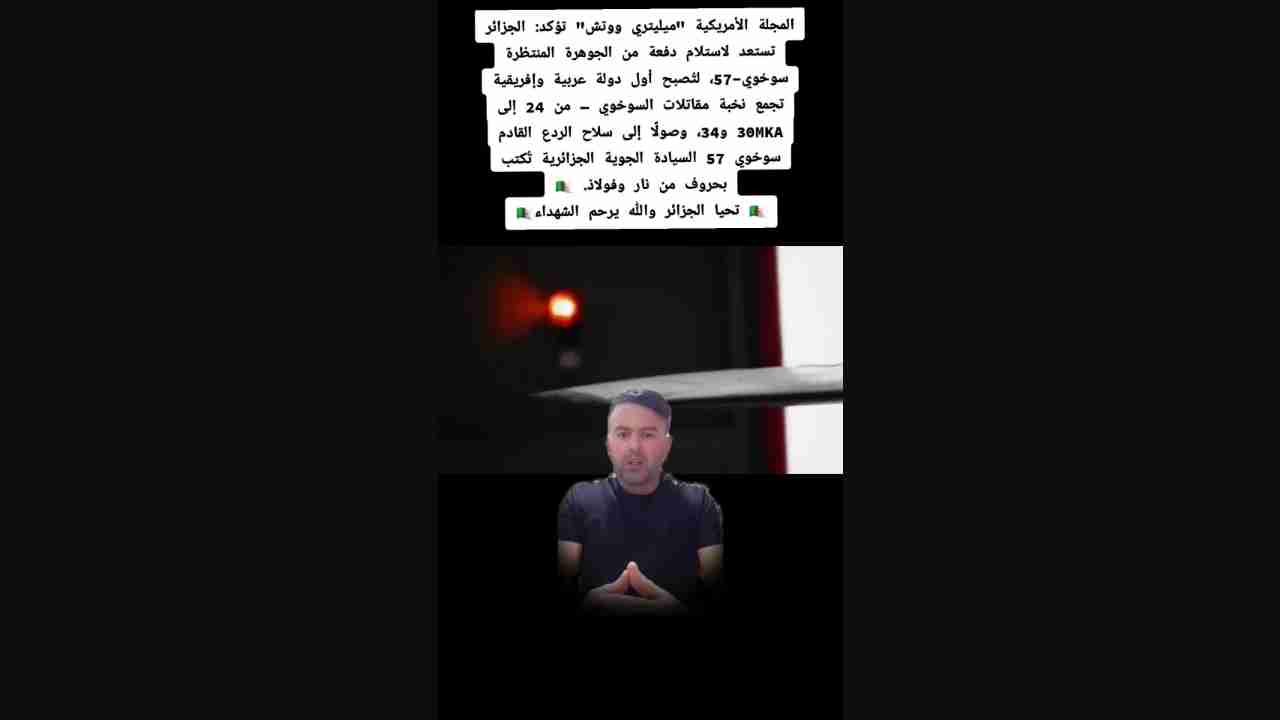 المجلة الأمريكية "ميليتري ووتش" تؤكد: الجزائر
تستعد لاستلام دفعة من الجوهرة المنتظرة
سوخوي-57، لتُصبح أول دولة عربية وإفريقية
تجمع نخبة مقاتلات السوخوي – من 24 إلى
30MKA و34، وصولًا إلى سلاح الردع القادم
سوخوي 57 السيادة الجوية الجزائرية تُكتب
بحروف من نار وفولاذ. 🇩🇿
🇩🇿 تحيا الجزائر والله يرحم الشهداء 🇩🇿